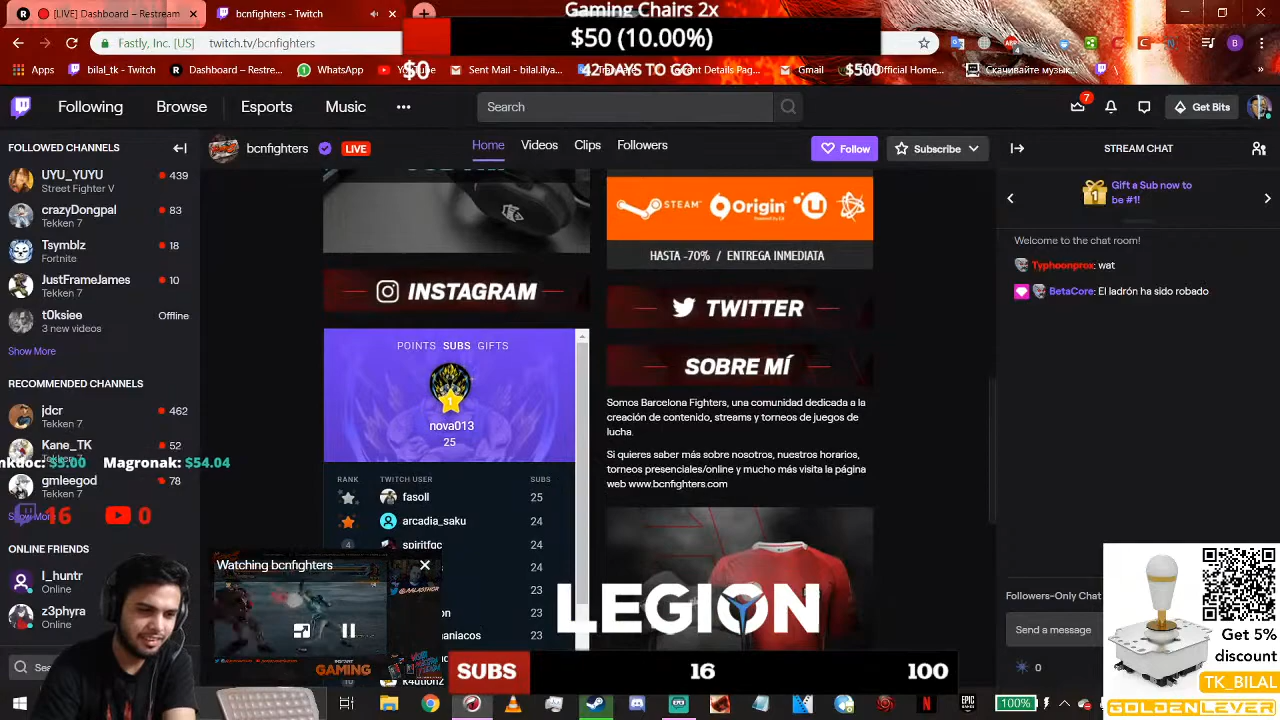 Dashboard – Restream
bcnfighters - Twitch
Gaming Chairs 2x
$50 (10.00%)
Fastly, Inc. [US]
twitch.tv/bcnfighters
Apps
bilal_tk - Twitch
Dashboard – Restre...
WhatsApp
$0
42 DAYS TO GO
Gmail
$500
Official Home...
Скачивайте музык...
Following
Browse
Esports
Music
Search
7
Get Bits
FOLLOWED CHANNELS
UYU_YUYU
439
Street Fighter V
83
Tekken 7
Tsymblz
18
Fortnite
JustFrameJames
10
Tekken 7
t0ksiree
Offline
3 new videos
Show More
RECOMMENDED CHANNELS
jdcr
462
Tekken 7
Kane_TK
52
$5.00
Magronak: $54.04
gmleegod
78
Tekken 7
16
0
ONLINE FRIENDS
l_huntr
Online
z3phyra
Online
Search
bcnfighters
LIVE
Home
Videos
Clips
Followers
Follow
Subscribe
INSTAGRAM
POINTS SUBS GIFTS
1
nova013
25
RANK
TWITCH USER
SUBS
fasoll
25
arcadia_saku
24
4
24
24
23
23
23
Watching bcnfighters
INSTANT
GAMING
STEAM
Origin
HASTA -70% / ENTREGA INMEDIATA
TWITTER
SOBRE MÍ
Somos Barcelona Fighters, una comunidad dedicada a la
creación de contenido, streams y torneos de juegos de
lucha.
Si quieres saber más sobre nosotros, nuestros horarios,
torneos presenciales/online y mucho más visita la página
web www.bcnfighters.com
LEGION
SUBS
16
100
STREAM CHAT
Gift a Sub now to
be #1!
Welcome to the chat room!
Typhoonprox: wat
BetaCore: El ladrón ha sido robado
Followers-Only Chat
Send a message
0
Get 5%
discount
TK_BILAL
GOLDENLEVER
100%